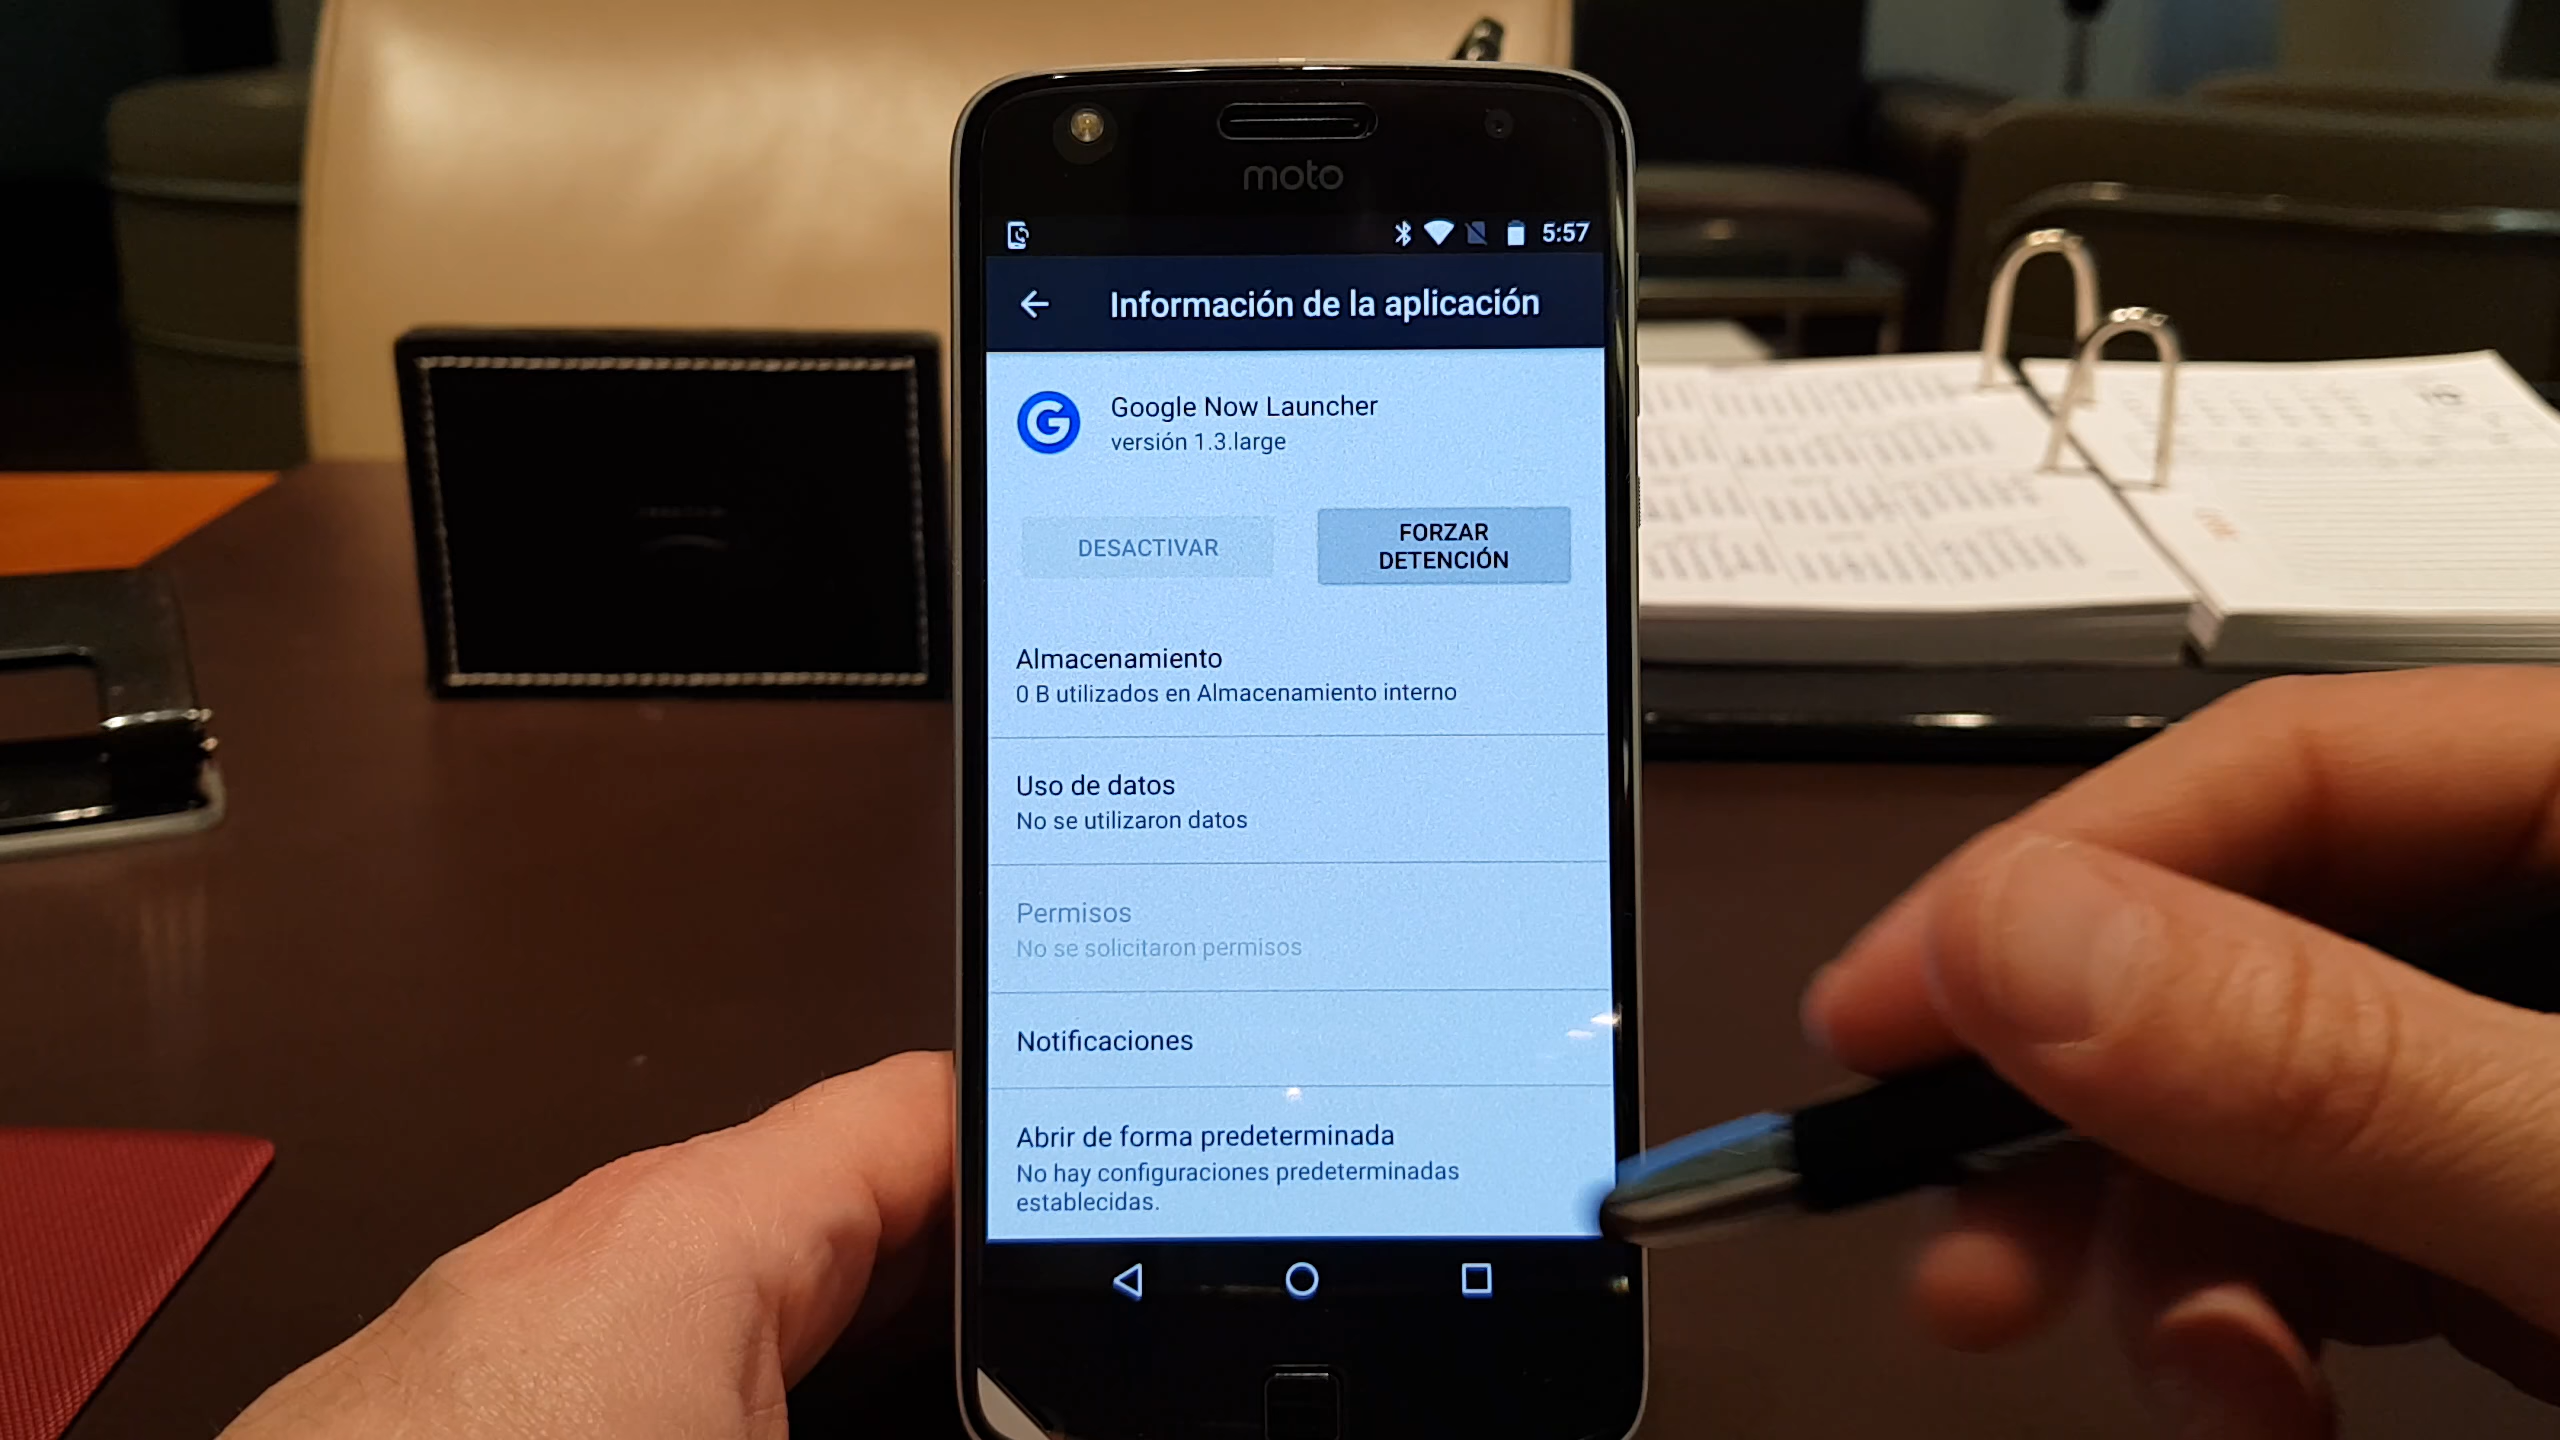 moto
5:57
Información de la aplicación
Google Now Launcher
versión 1.3.large
DESACTIVAR
FORZAR
DETENCIÓN
Almacenamiento
0 B utilizados en Almacenamiento interno
Uso de datos
No se utilizaron datos
Permisos
No se solicitaron permisos
Notificaciones
Abrir de forma predeterminada
No hay configuraciones predeterminadas
establecidas.